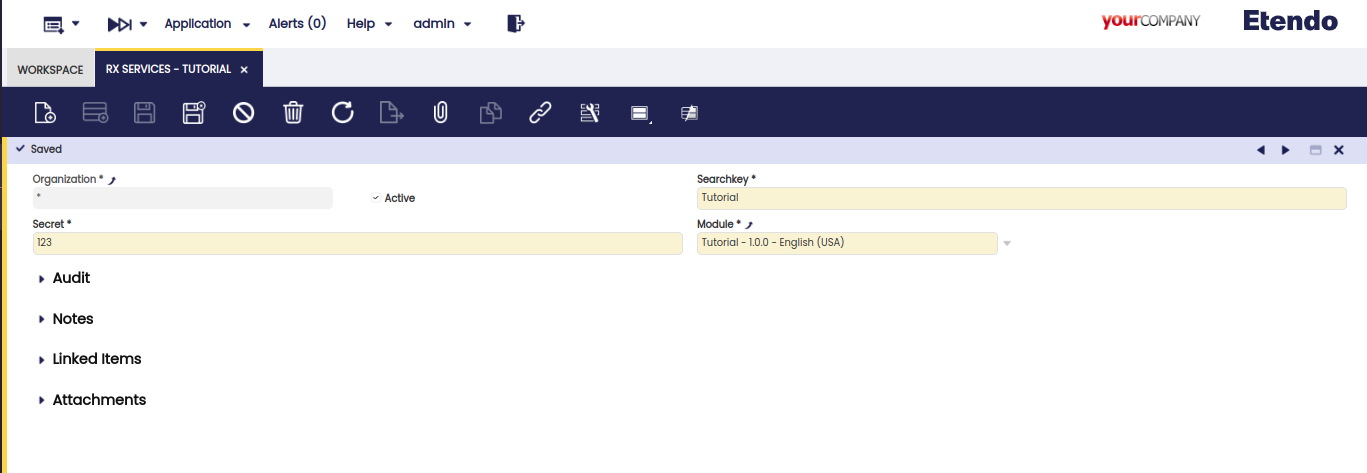 Application Alerts (0) Help admin yourCOMPANY Etendo
WORKSPACE RX SERVICES - TUTORIAL
Saved
Organization * Searchkey *
* Active Tutorial
Secret * Module *
123 Tutorial - 1.0.0 - English (USA)
Audit
Notes
Linked Items
Attachments